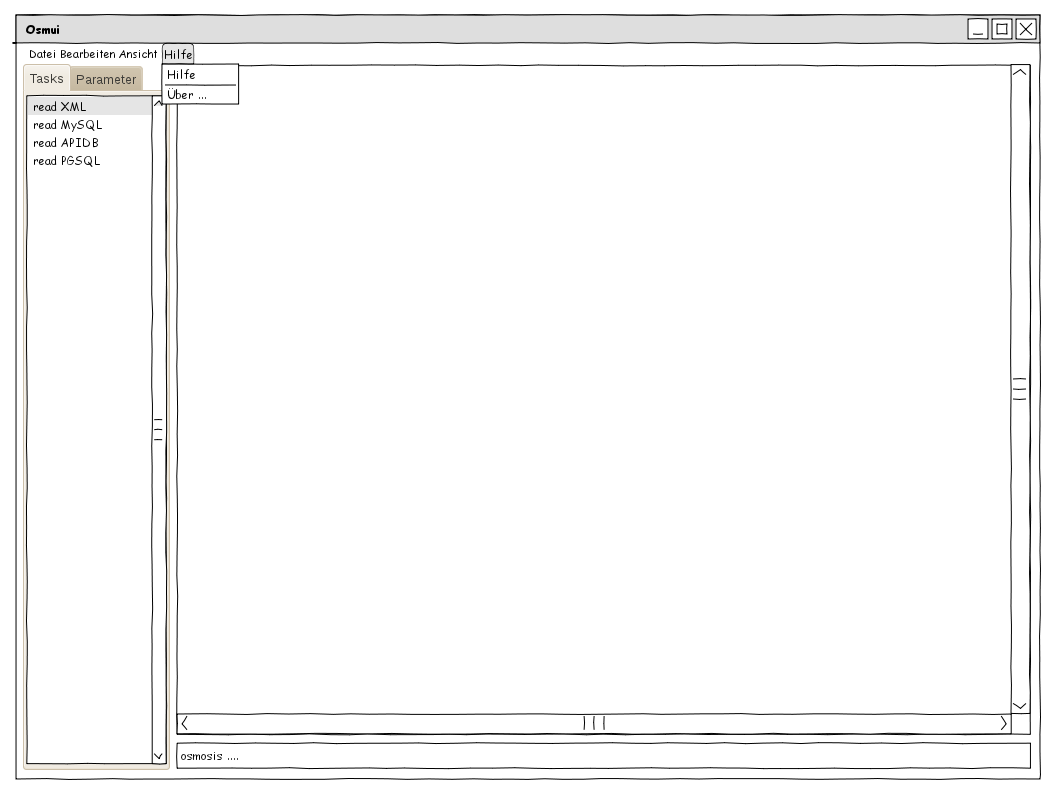 Osmui
Datei Bearbeiten Ansicht Hilfe
Hilfe
Über ...
Tasks Parameter
read XML
read MySQL
read APIDB
read PGSQL
osmosis ....